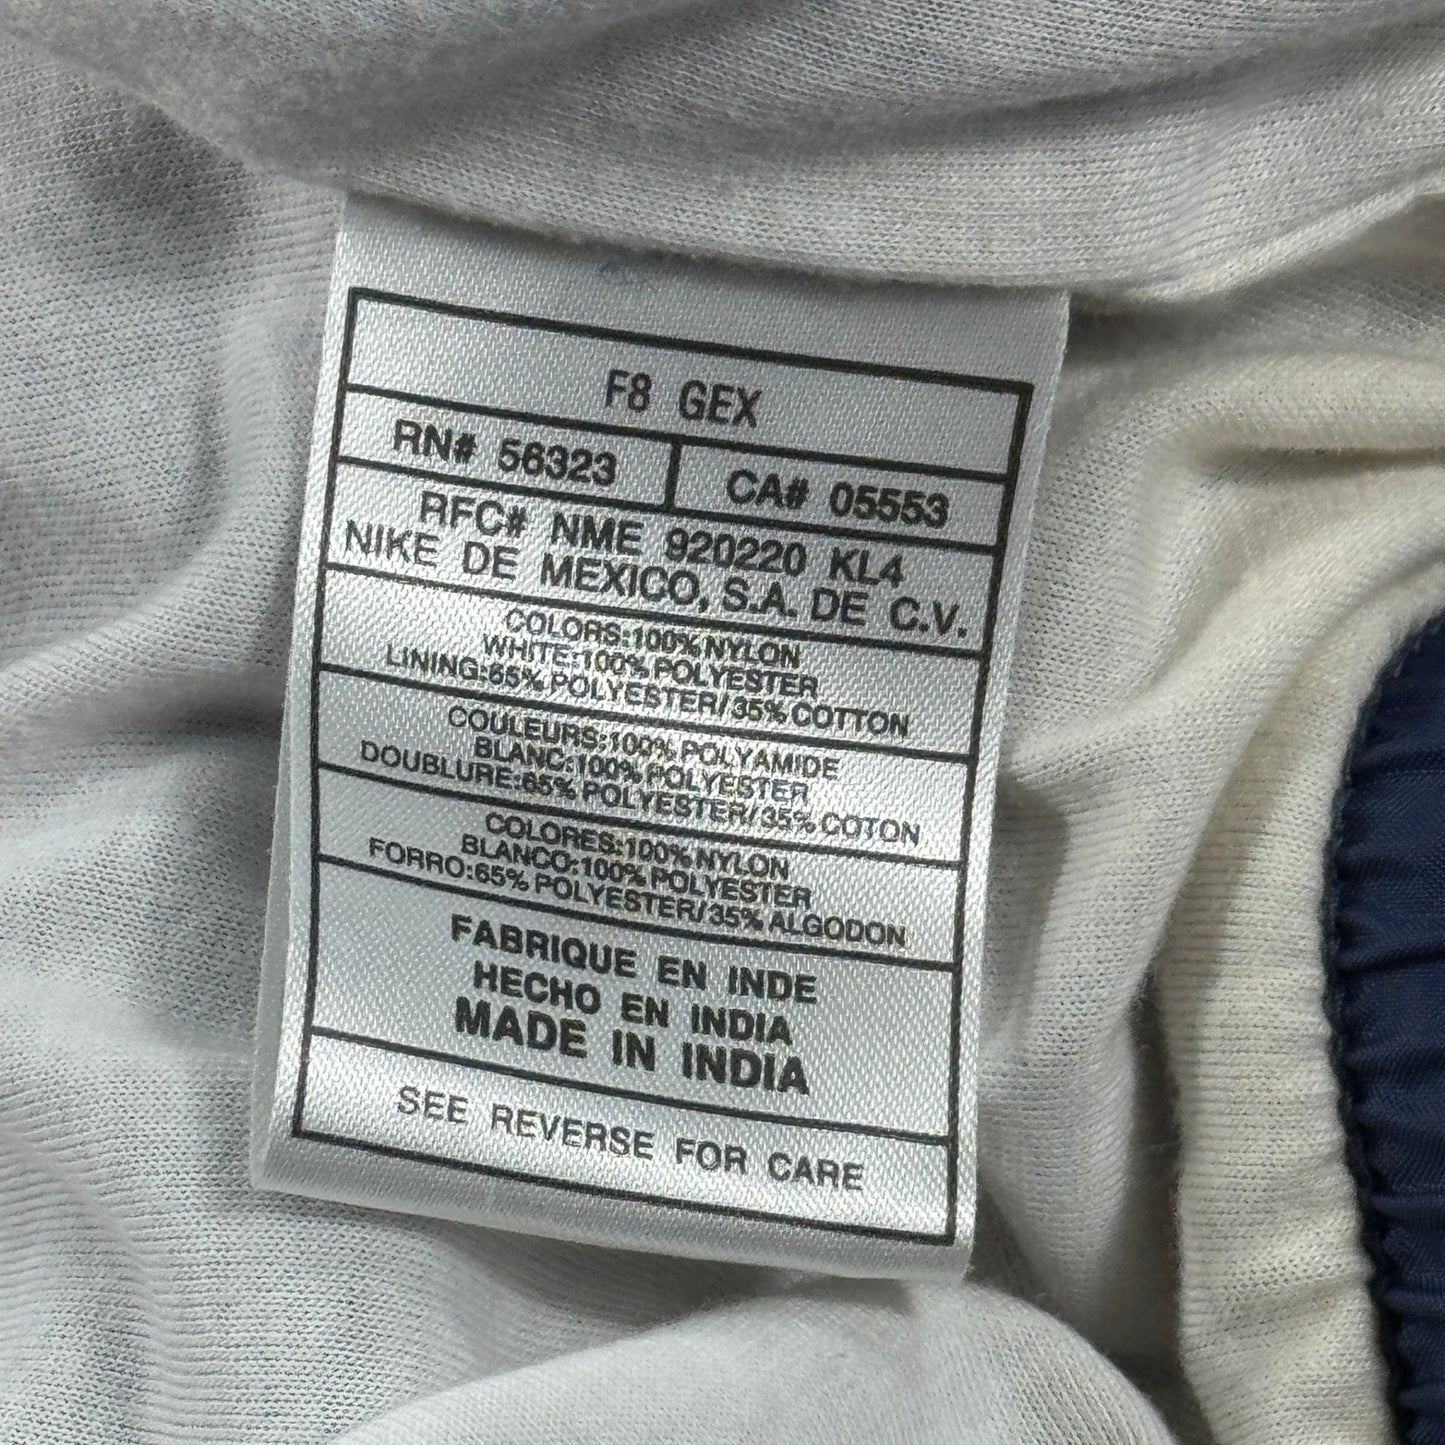 F8 GEX
RN# 56323 CA# 05553
RFC# NME 920220 KL4
NIKE DE MEXICO, S.A. DE C.V.
COLORS:100% NYLON
WHITE:100% POLYESTER
LINING:65% POLYESTER/35% COTTON
COULEURS:100% POLYAMIDE
BLANC:100% POLYESTER
DOUBLURE:65% POLYESTER/35% COTON
COLORES:100% NYLON
BLANCO:100% POLYESTER
FORRO:65% POLYESTER/35% ALGODON
FABRIQUE EN INDE
HECHO EN INDIA
MADE IN INDIA
SEE REVERSE FOR CARE